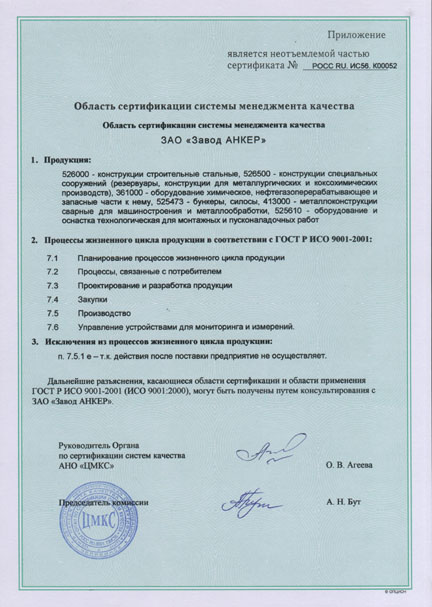 Приложение
является неотъемлемой частью
сертификата № РОСС RU. ИС56. К00052
Область сертификации системы менеджмента качества
Область сертификации системы менеджмента качества
ЗАО «Завод АНКЕР»
1. Продукция:
526000 - конструкции строительные стальные, 526500 - конструкции специальных
сооружений (резервуары, конструкции для металлургических и коксохимических
производств), 361000 - оборудование химическое, нефтегазоперерабатывающее и
запасные части к нему, 525473 - бункеры, силосы, 413000 - металлоконструкции
сварные для машиностроения и металлообработки, 525610 - оборудование и
оснастка технологическая для монтажных и пусконаладочных работ
2. Процессы жизненного цикла продукции в соответствии с ГОСТ Р ИСО 9001-2001:
7.1 Планирование процессов жизненного цикла продукции
7.2 Процессы, связанные с потребителем
7.3 Проектирование и разработка продукции
7.4 Закупки
7.5 Производство
7.6 Управление устройствами для мониторинга и измерений.
3. Исключения из процессов жизненного цикла продукции:
п. 7.5.1 е – т.к. действия после поставки предприятие не осуществляет.
Дальнейшие разъяснения, касающиеся области сертификации и области применения
ГОСТ Р ИСО 9001-2001 (ИСО 9001:2000), могут быть получены путем консультирования с
ЗАО «Завод АНКЕР».
Руководитель Органа
по сертификации систем качества
АНО «ЦМКС»
О. В. Агеева
Председатель комиссии
А. Н. Бут
ЦМКС